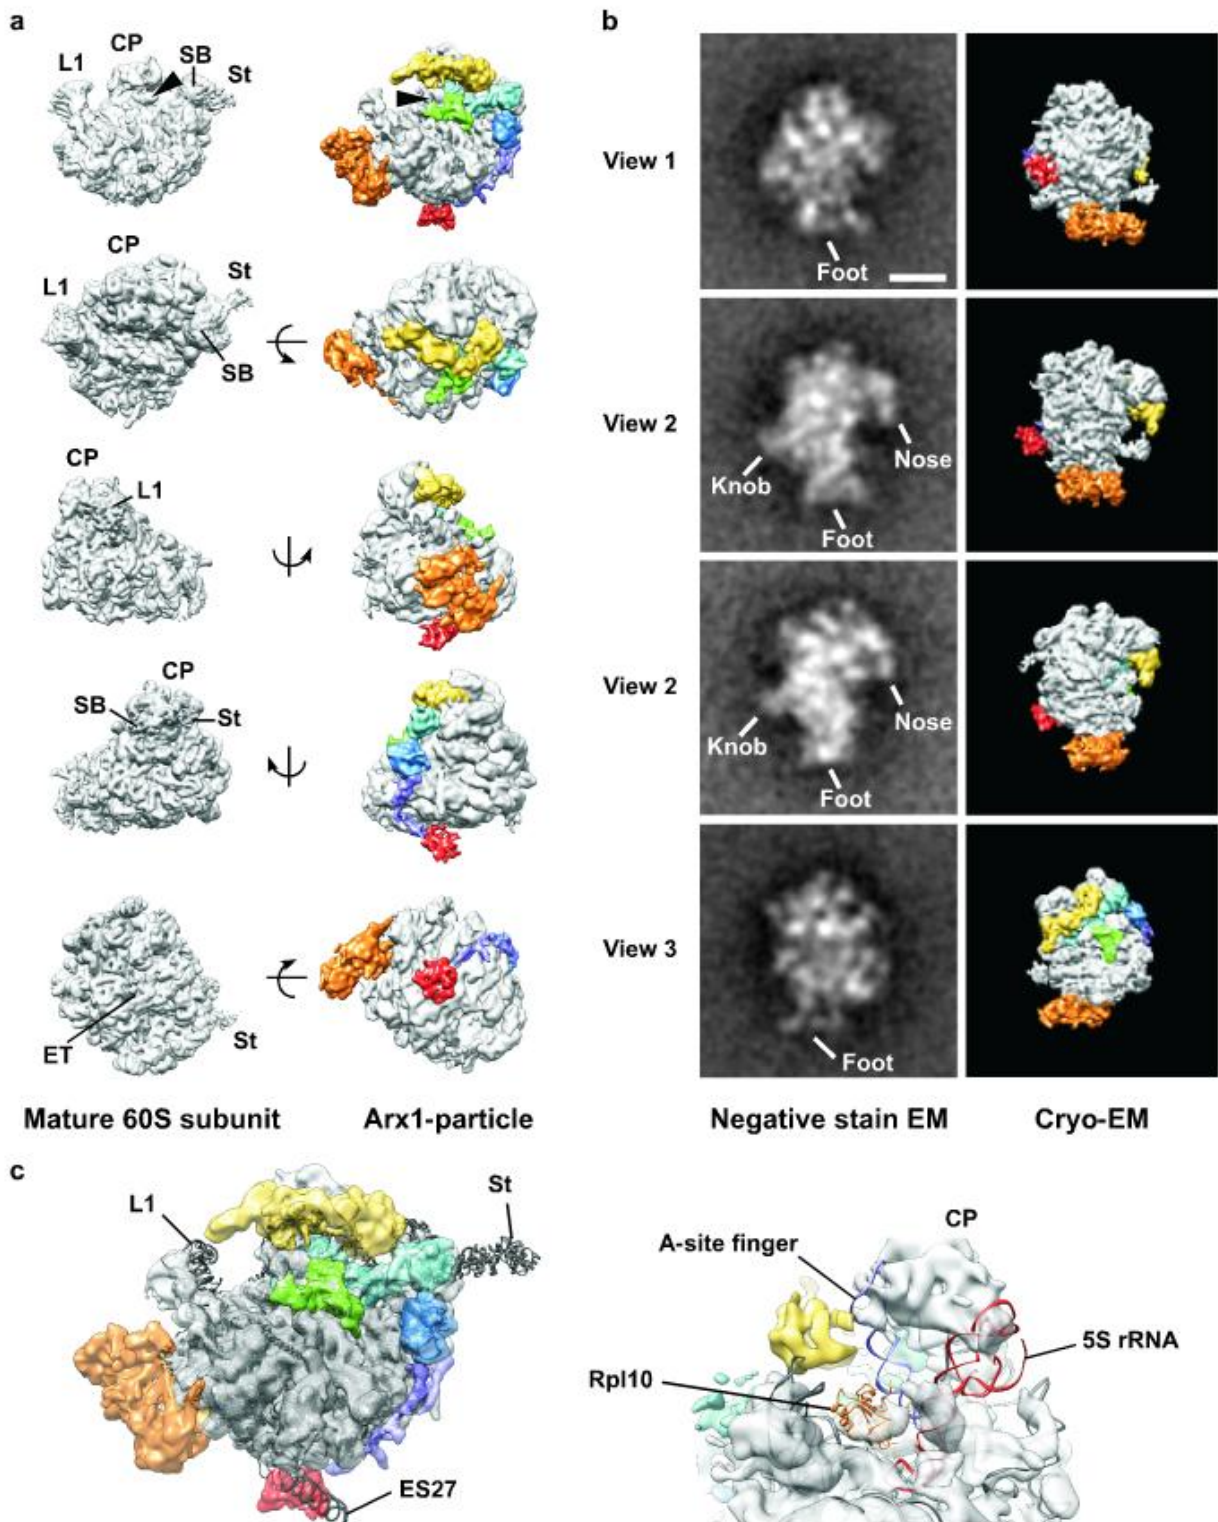 a
L1
CP
SB
St
CP
L1
St
SB
CP
L1
SB
CP
St
ET
St
Mature 60S subunit
Arx1-particle
b
View 1
Foot
View 2
Knob
Nose
Foot
View 2
Knob
Nose
Foot
View 3
Foot
Negative stain EM
Cryo-EM
c
L1
St
ES27
CP
A-site finger
5S rRNA
Rpl10